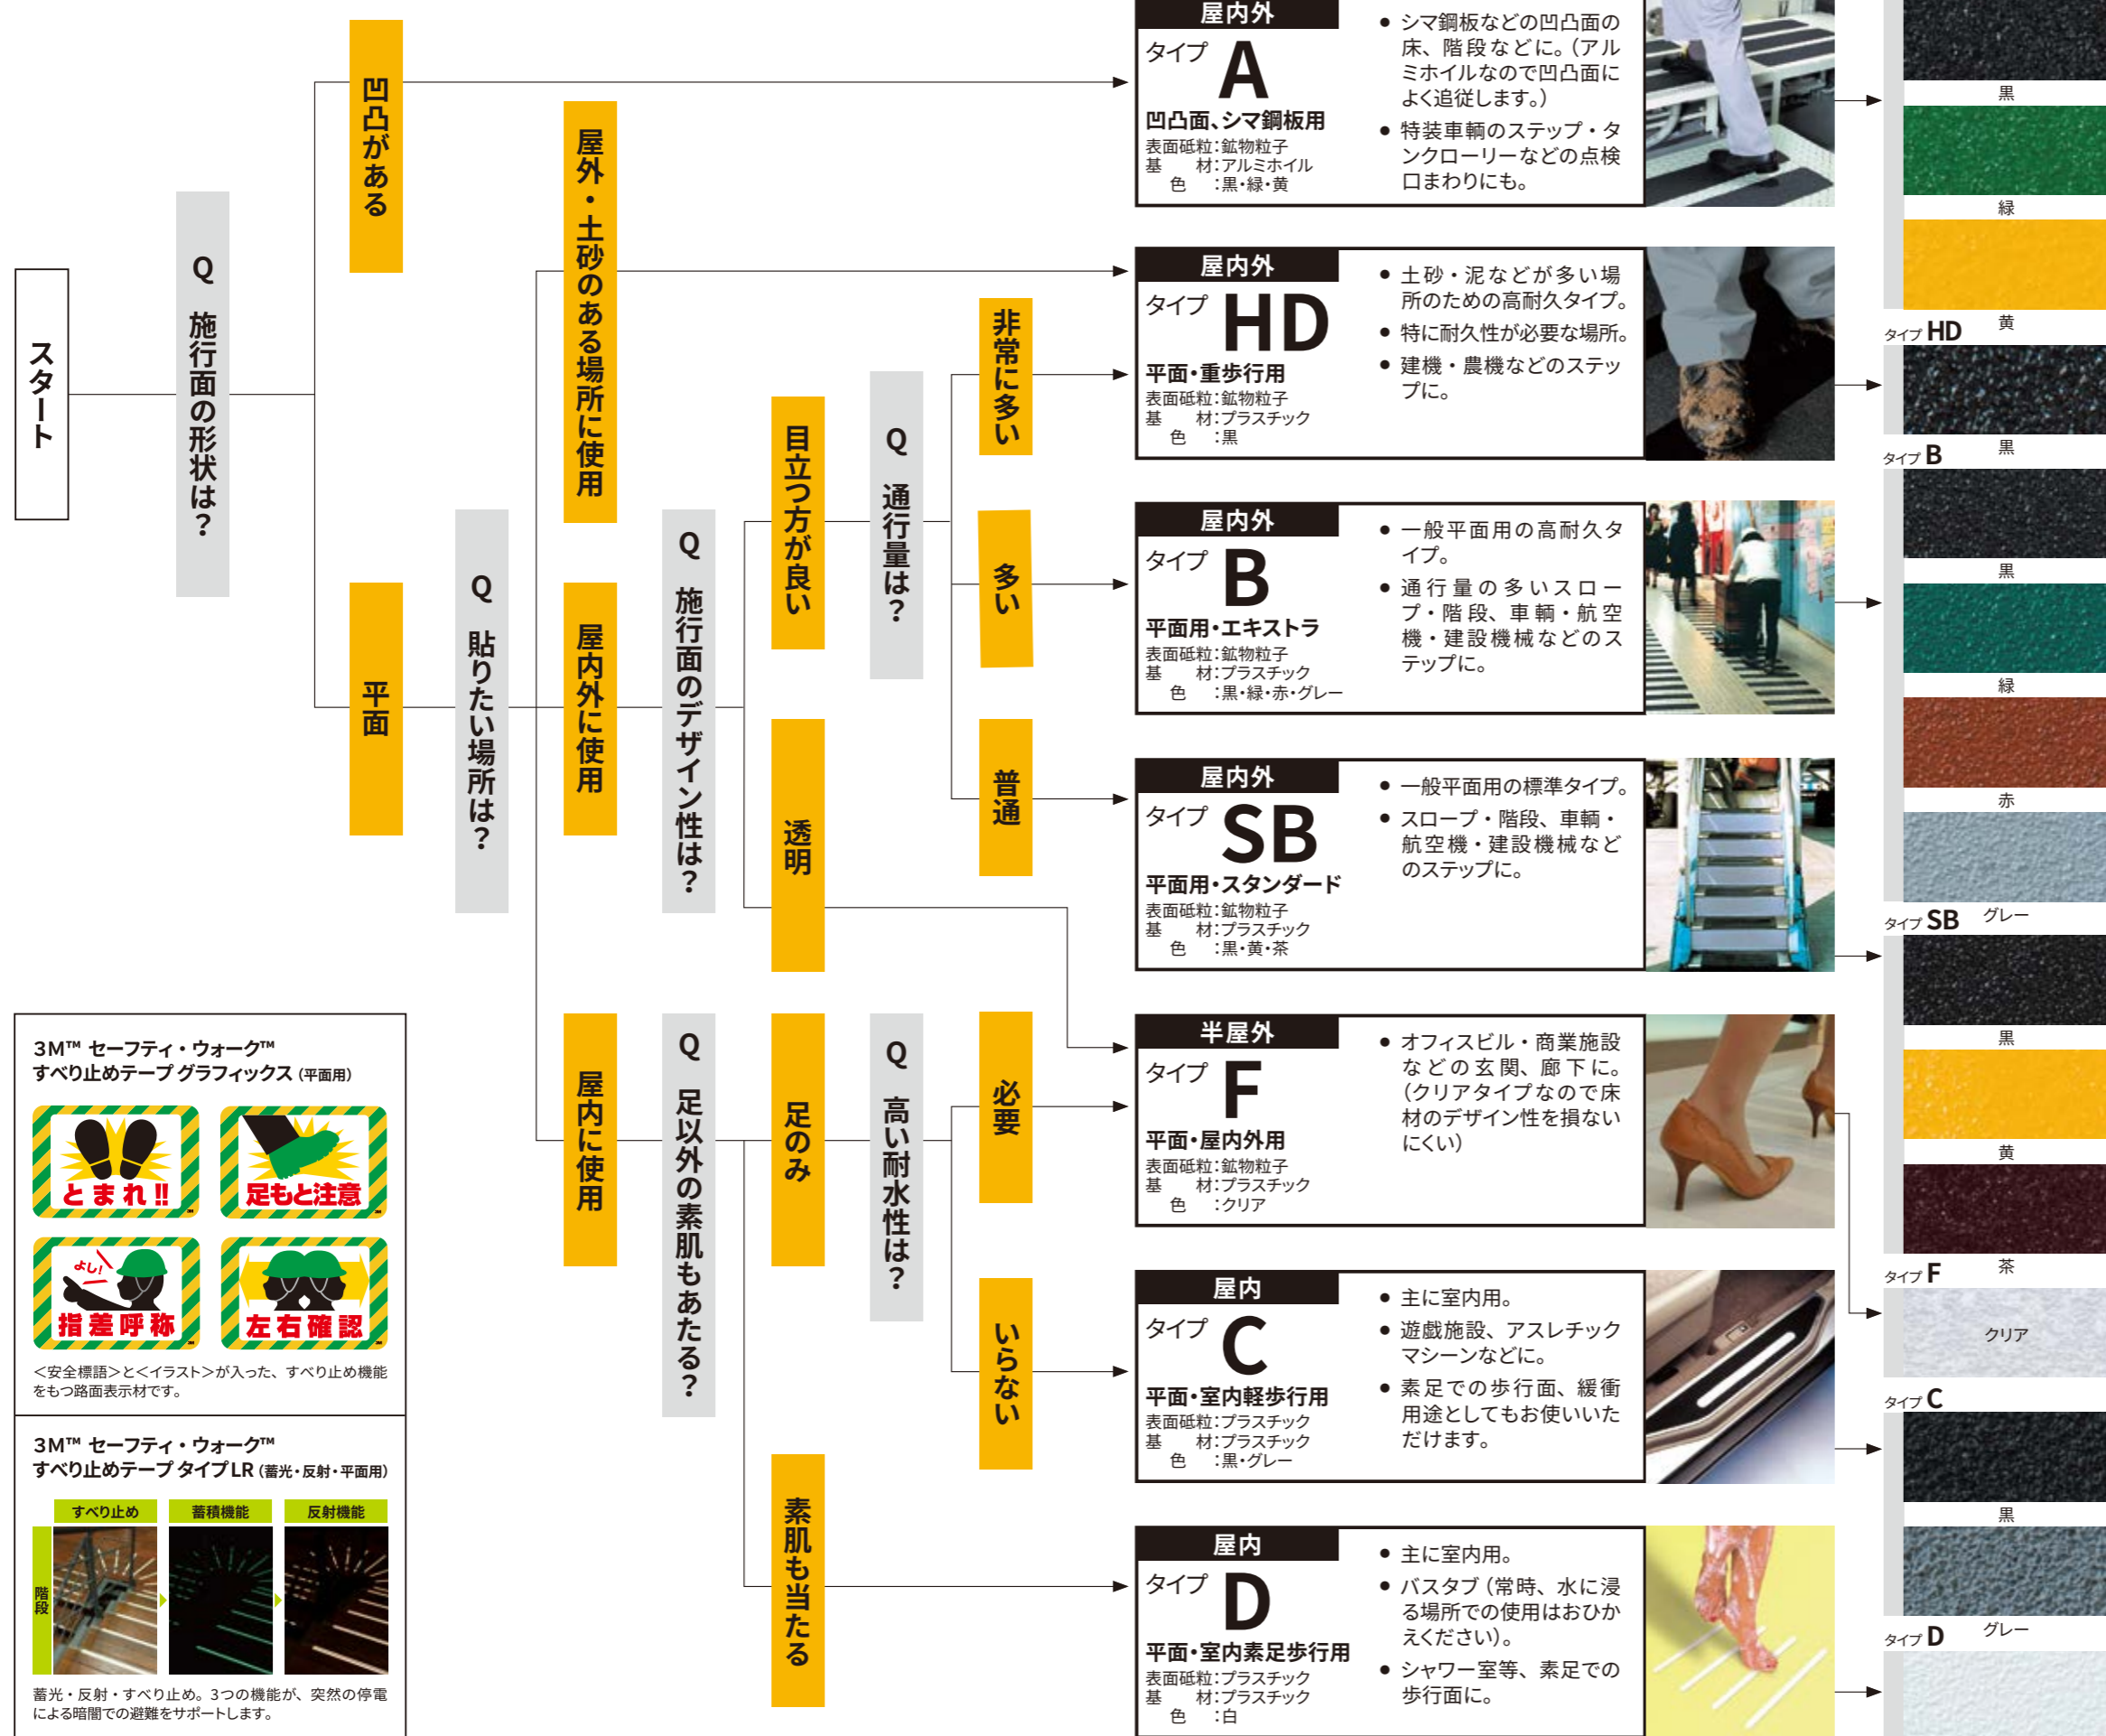 スタート
Q 施行面の形状は？
凹凸がある
平面
Q 貼りたい場所は？
屋外・土砂のある場所に使用
屋内外に使用
屋内に使用
Q 施行面のデザイン性は？
目立つ方が良い
透明
Q 通行量は？
非常に多い
多い
普通
Q 足以外の素肌もあたる？
足のみ
素肌も当たる
Q 高い耐水性は？
必要
いらない
屋内外
タイプ A
凹凸面、シマ鋼板用
表面砥粒：鉱物粒子
基 材：アルミホイル
色 ：黒・緑・黄
● シマ鋼板などの凹凸面の
床、階段などに。（アル
ミホイルなので凹凸面に
よく追従します。）
● 特装車輌のステップ・タ
ンクローリーなどの点検
口まわりにも。
屋内外
タイプ HD
平面・重歩行用
表面砥粒：鉱物粒子
基 材：プラスチック
色 ：黒
● 土砂・泥などが多い場
所のための高耐久タイプ。
● 特に耐久性が必要な場所。
● 建機・農機などのステッ
プに。
屋内外
タイプ B
平面用・エキストラ
表面砥粒：鉱物粒子
基 材：プラスチック
色 ：黒・緑・赤・グレー
● 一般平面用の高耐久タ
イプ。
● 通行量の多いスロー
プ・階段、車輌・航空
機・建設機械などのス
テップに。
屋内外
タイプ SB
平面用・スタンダード
表面砥粒：鉱物粒子
基 材：プラスチック
色 ：黒・黄・茶
● 一般平面用の標準タイプ。
● スロープ・階段、車輌・
航空機・建設機械など
のステップに。
半屋外
タイプ F
平面・屋内外用
表面砥粒：鉱物粒子
基 材：プラスチック
色 ：クリア
● オフィスビル・商業施設
などの玄関、廊下に。
（クリアタイプなので床
材のデザイン性を損ない
にくい）
屋内
タイプ C
平面・室内軽歩行用
表面砥粒：プラスチック
基 材：プラスチック
色 ：黒・グレー
● 主に室内用。
● 遊戯施設、アスレチック
マシーンなどに。
● 素足での歩行面、緩衝
用途としてもお使いいた
だけます。
屋内
タイプ D
平面・室内素足歩行用
表面砥粒：プラスチック
基 材：プラスチック
色 ：白
● 主に室内用。
● バスタブ（常時、水に浸
る場所での使用はおひか
えください）。
● シャワー室等、素足での
歩行面に。
黒
緑
黄
タイプ HD
黒
タイプ B
黒
緑
赤
グレー
タイプ SB
黒
黄
茶
タイプ F
クリア
タイプ C
黒
グレー
タイプ D
3M™ セーフティ・ウォーク™
すべり止めテープ グラフィックス（平面用）
とまれ!!
足もと注意
よし!
指差呼称
左右確認
＜安全標語＞と＜イラスト＞が入った、すべり止め機能
をもつ路面表示材です。
3M™ セーフティ・ウォーク™
すべり止めテープ タイプLR（蓄光・反射・平面用）
すべり止め
蓄積機能
反射機能
階段
蓄光・反射・すべり止め。3つの機能が、突然の停電
による暗闇での避難をサポートします。